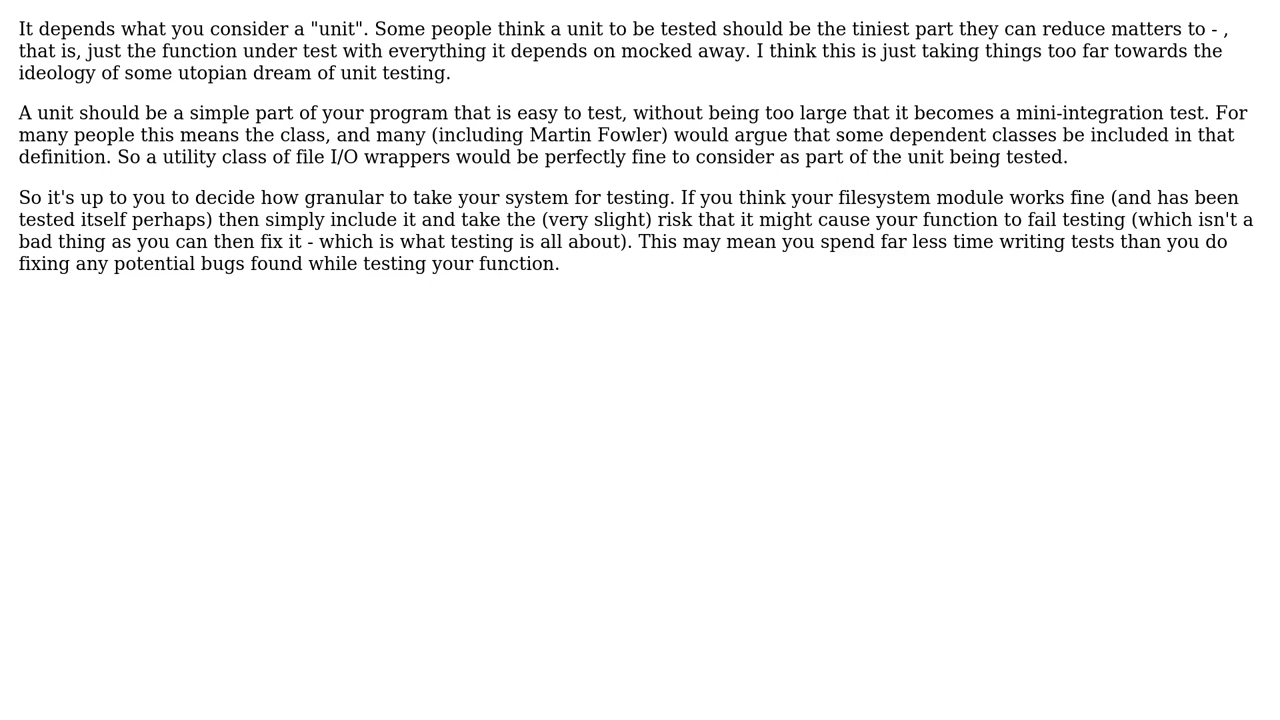 It depends what you consider a "unit". Some people think a unit to be tested should be the tiniest part they can reduce matters to - ,
that is, just the function under test with everything it depends on mocked away. I think this is just taking things too far towards the
ideology of some utopian dream of unit testing.
A unit should be a simple part of your program that is easy to test, without being too large that it becomes a mini-integration test. For
many people this means the class, and many (including Martin Fowler) would argue that some dependent classes be included in that
definition. So a utility class of file I/O wrappers would be perfectly fine to consider as part of the unit being tested.
So it's up to you to decide how granular to take your system for testing. If you think your filesystem module works fine (and has been
tested itself perhaps) then simply include it and take the (very slight) risk that it might cause your function to fail testing (which isn't a
bad thing as you can then fix it - which is what testing is all about). This may mean you spend far less time writing tests than you do
fixing any potential bugs found while testing your function.